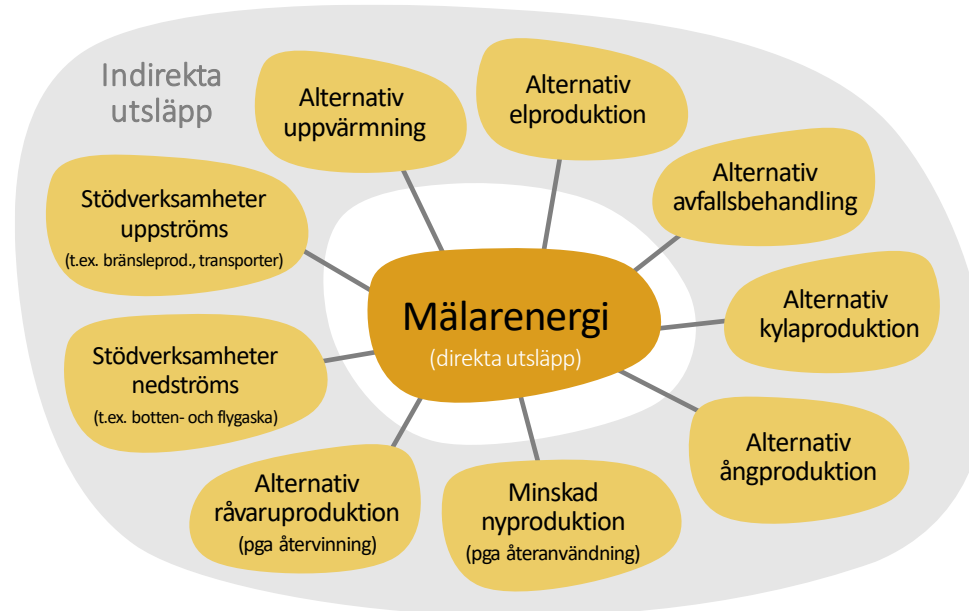 Indirekta
utsläpp
Alternativ
uppvärmning
Alternativ
elproduktion
Alternativ
avfallsbehandling
Stödverksamheter
uppströms
(t.ex. bränsleprod., transporter)
Mälarenergi
(direkta utsläpp)
Alternativ
kylaproduktion
Stödverksamheter
nedströms
(t.ex. botten- och flygaska)
Alternativ
ångproduktion
Alternativ
råvaruproduktion
(pga återvinning)
Minskad
nyproduktion
(pga återanvändning)